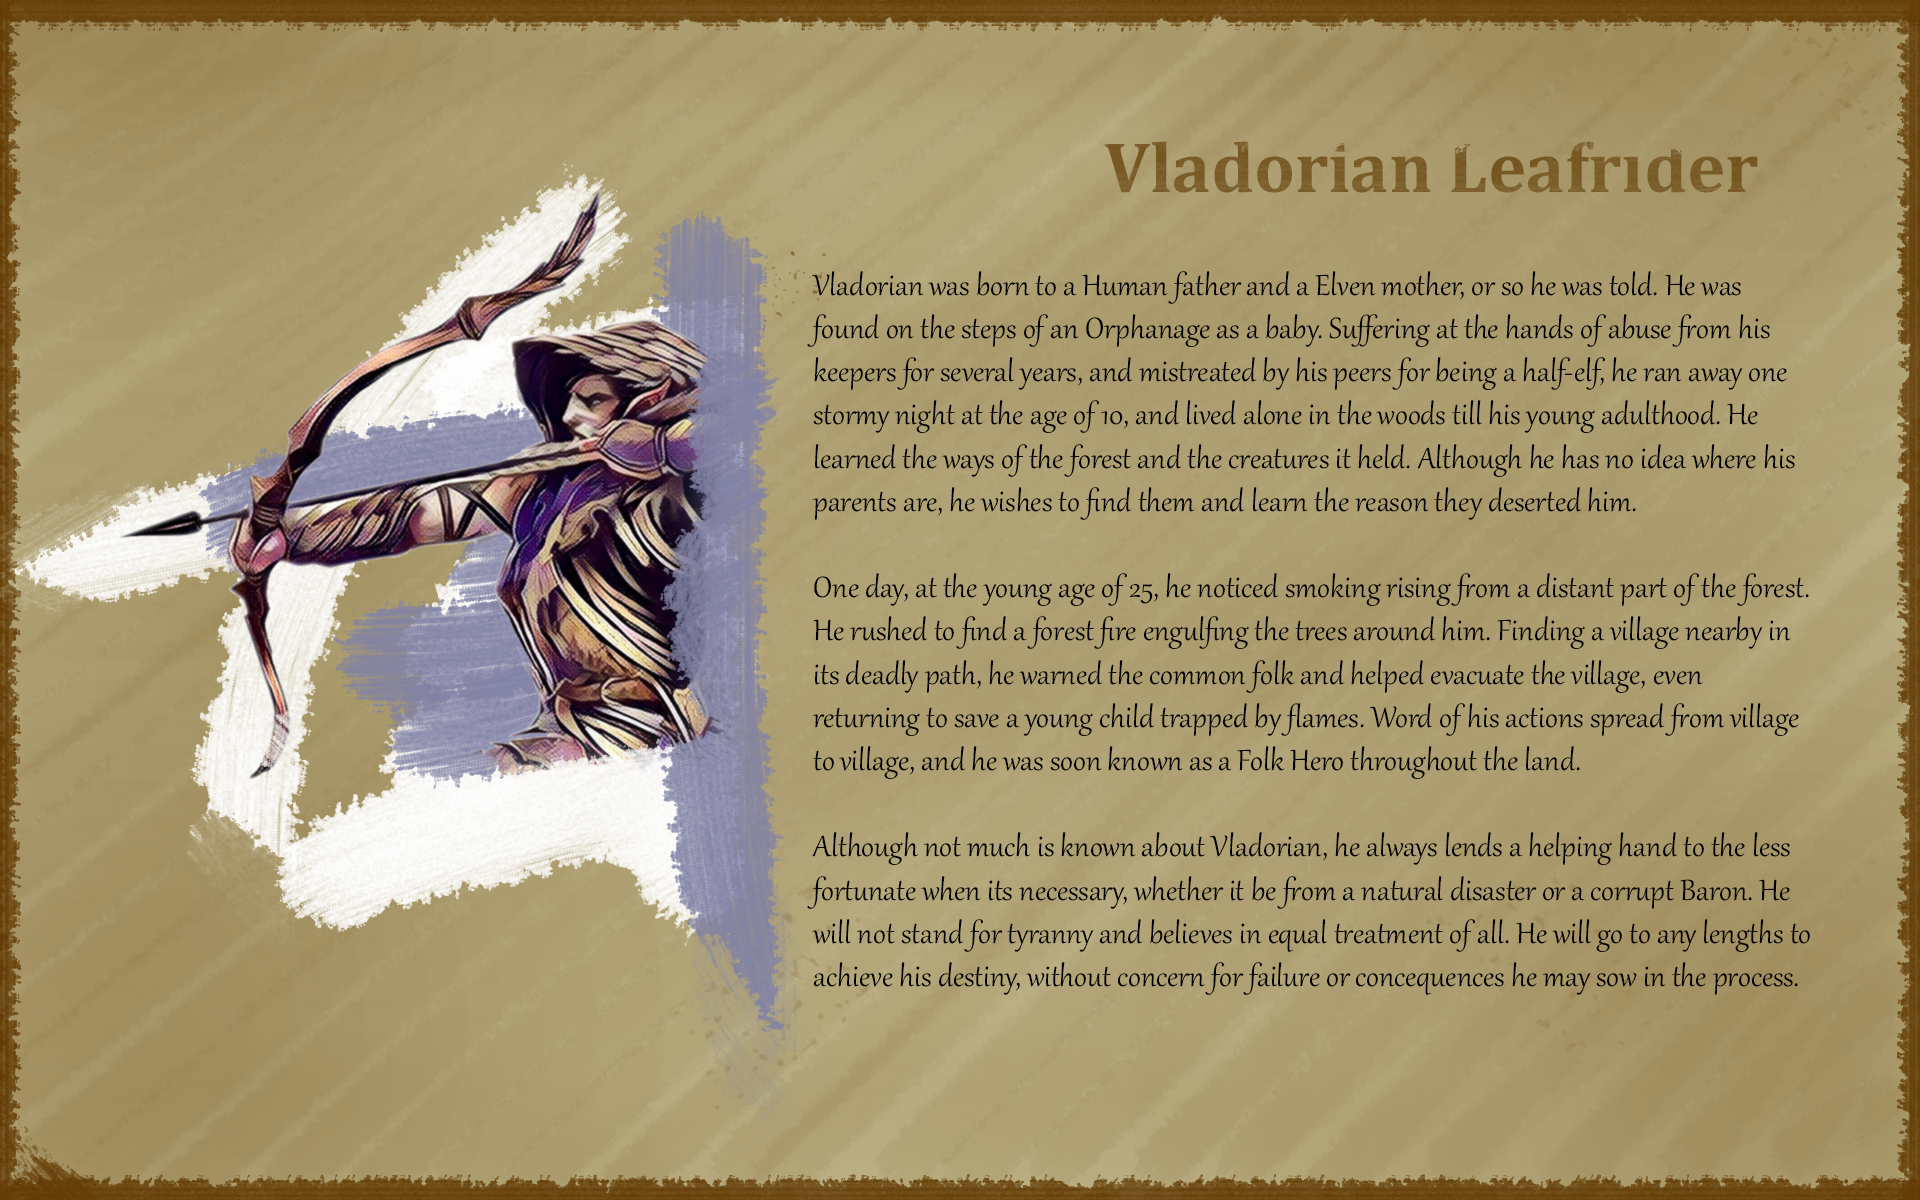 Vladorian Leafrider
Vladorian was born to a Human father and a Elven mother, or so he was told. He was
found on the steps of an Orphanage as a baby. Suffering at the hands of abuse from his
keepers for several years, and mistreated by his peers for being a half-elf, he ran away one
stormy night at the age of 10, and lived alone in the woods till his young adulthood. He
learned the ways of the forest and the creatures it held. Although he has no idea where his
parents are, he wishes to find them and learn the reason they deserted him.
One day, at the young age of 25, he noticed smoking rising from a distant part of the forest.
He rushed to find a forest fire engulfing the trees around him. Finding a village nearby in
its deadly path, he warned the common folk and helped evacuate the village, even
returning to save a young child trapped by flames. Word of his actions spread from village
to village, and he was soon known as a Folk Hero throughout the land.
Although not much is known about Vladorian, he always lends a helping hand to the less
fortunate when its necessary, whether it be from a natural disaster or a corrupt Baron. He
will not stand for tyranny and believes in equal treatment of all. He will go to any lengths to
achieve his destiny, without concern for failure or concequences he may sow in the process.